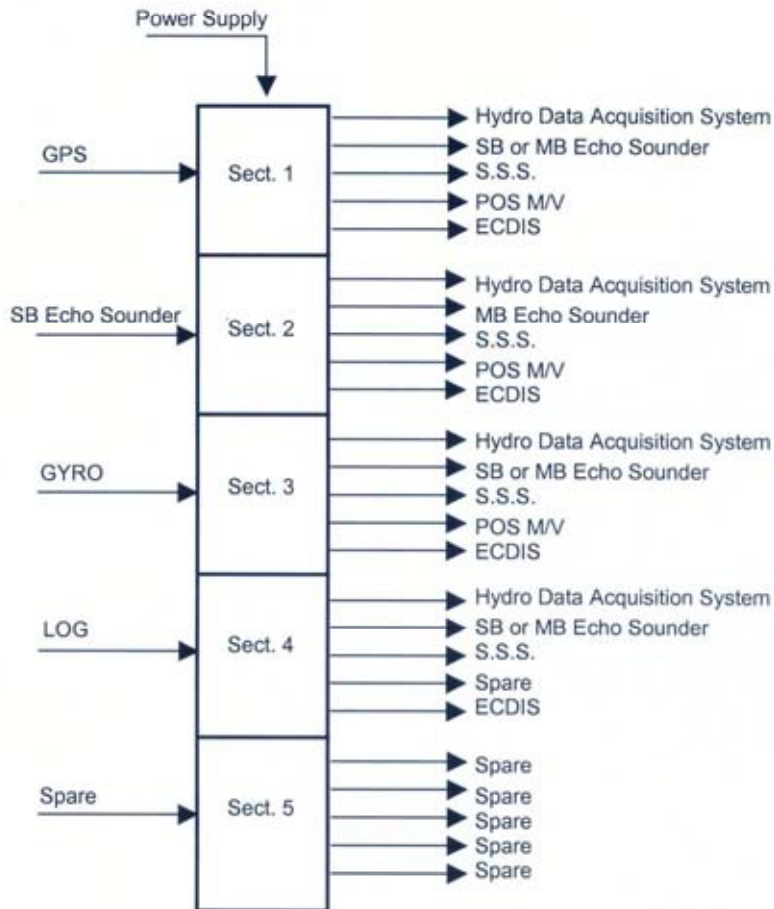 Power Supply
GPS
Sect. 1
Hydro Data Acquisition System
SB or MB Echo Sounder
S.S.S.
POS M/V
ECDIS
SB Echo Sounder
Sect. 2
Hydro Data Acquisition System
MB Echo Sounder
S.S.S.
POS M/V
ECDIS
GYRO
Sect. 3
Hydro Data Acquisition System
SB or MB Echo Sounder
S.S.S.
POS M/V
ECDIS
LOG
Sect. 4
Hydro Data Acquisition System
SB or MB Echo Sounder
S.S.S.
Spare
ECDIS
Spare
Sect. 5
Spare
Spare
Spare
Spare
Spare